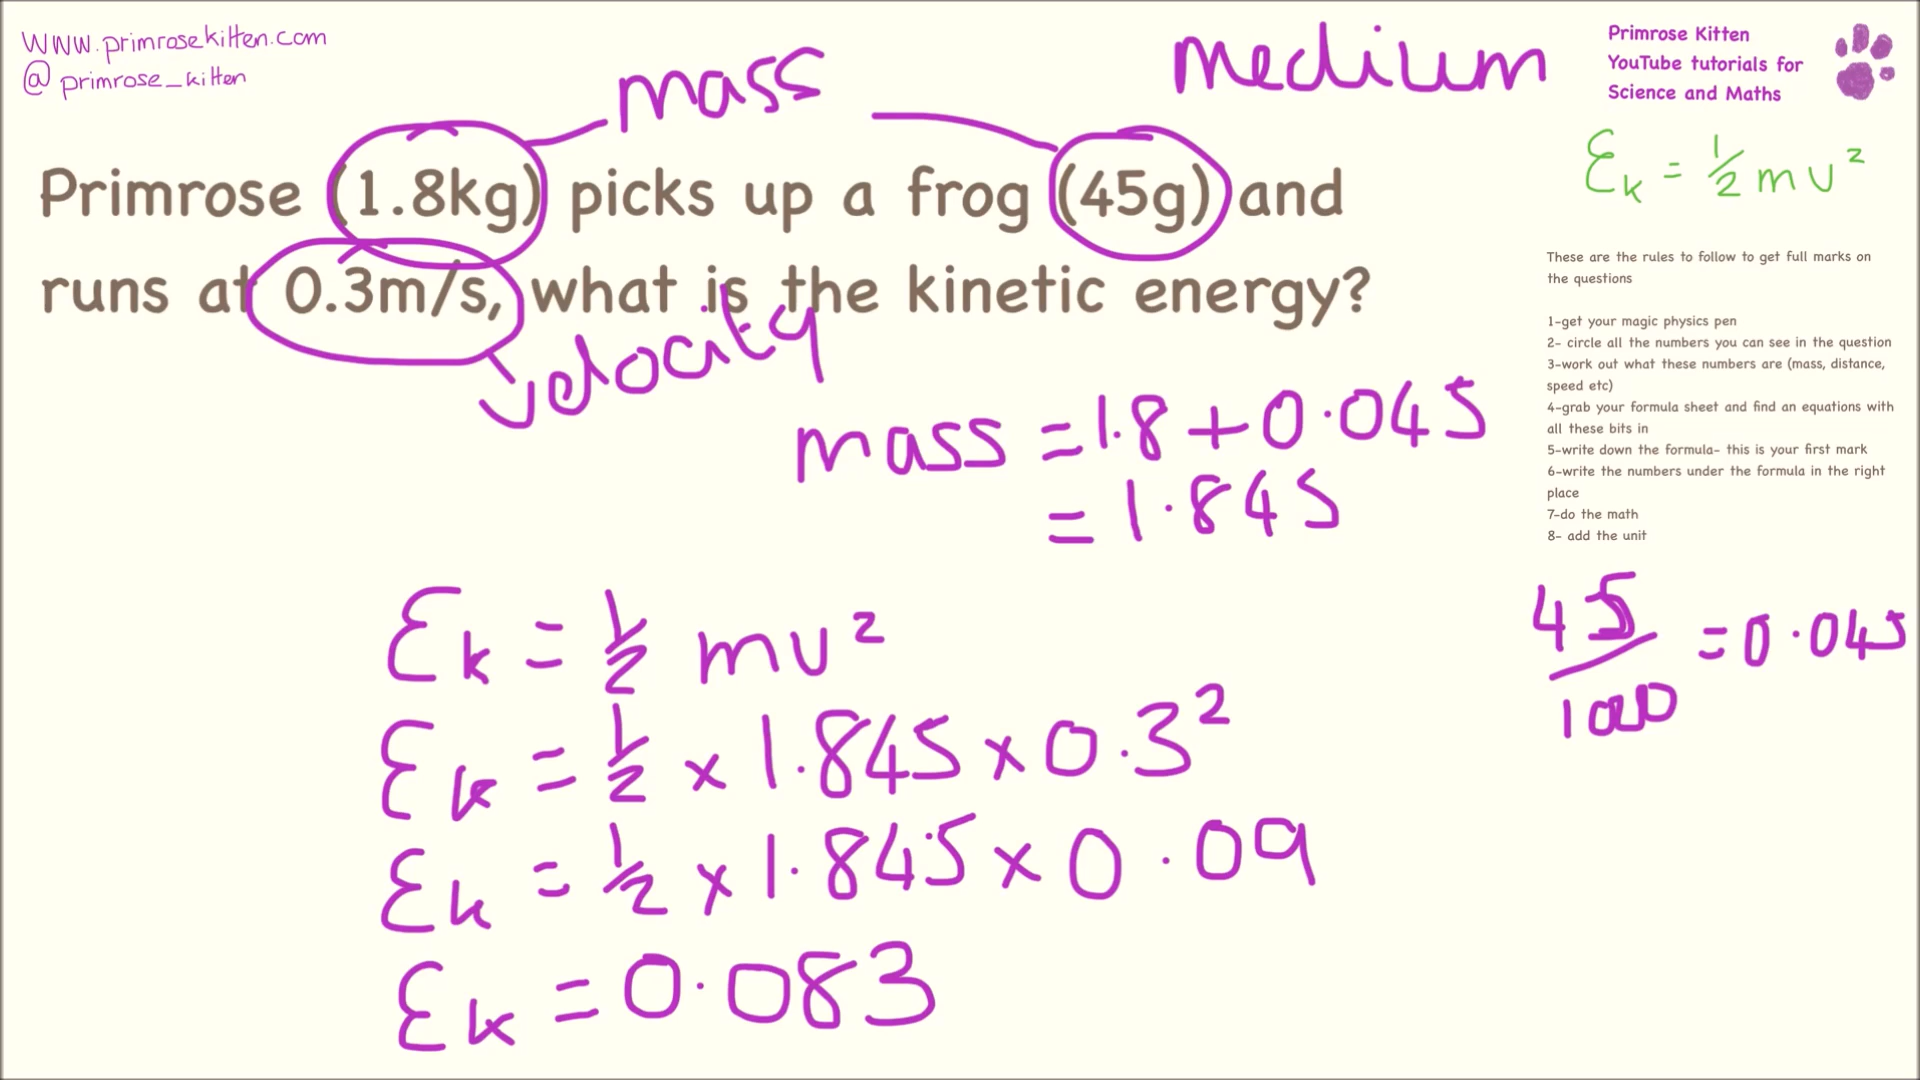 www.primrosekitten.com
@primrose_kitten
mass
medium
Primrose Kitten
YouTube tutorials for
Science and Maths
Primrose (1.8kg) picks up a frog (45g) and
runs at 0.3m/s, what is the kinetic energy?
velocity
Ek = 1/2 mv²
These are the rules to follow to get full marks on
the questions
1-get your magic physics pen
2- circle all the numbers you can see in the question
3-work out what these numbers are (mass, distance,
speed etc)
4-grab your formula sheet and find an equations with
all these bits in
5-write down the formula- this is your first mark
6-write the numbers under the formula in the right
place
7-do the math
8- add the unit
mass = 1.8 + 0.045
= 1.845
45/1000 = 0.045
Ek = 1/2 mv²
Ek = 1/2 x 1.845 x 0.3²
Ek = 1/2 x 1.845 x 0.09
Ek = 0.083